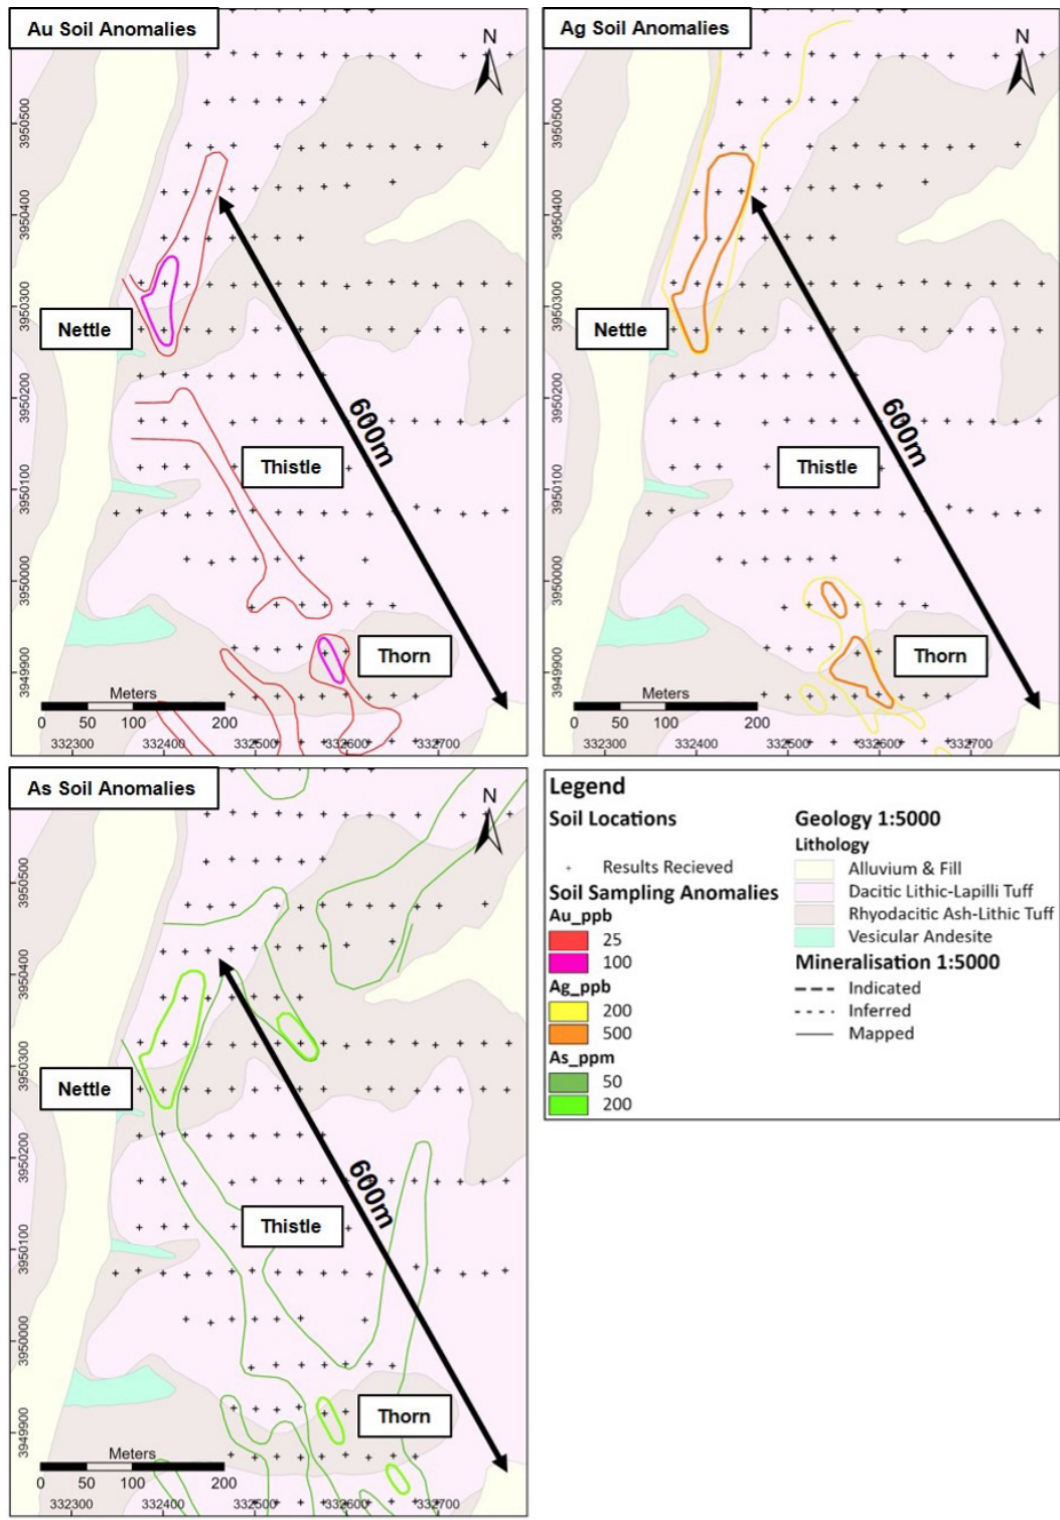 Au Soil Anomalies
N
3950500
3950400
3950300
3950200
3950100
3950000
3949900
Nettle
Thistle
Thorn
600m
Meters
0 50 100 200
332300 332400 332500 332600 332700
Ag Soil Anomalies
N
3950500
3950400
3950300
3950200
3950100
3950000
3949900
Nettle
Thistle
Thorn
600m
Meters
0 50 100 200
332300 332400 332500 332600 332700
As Soil Anomalies
N
3950500
3950400
3950300
3950200
3950100
3950000
3949900
Nettle
Thistle
Thorn
600m
Meters
0 50 100 200
332300 332400 332500 332600 332700
Legend
Soil Locations
Results Recieved
Soil Sampling Anomalies
Au_ppb
25
100
Ag_ppb
200
500
As_ppm
50
200
Geology 1:5000
Lithology
Alluvium & Fill
Dacitic Lithic-Lapilli Tuff
Rhyodacitic Ash-Lithic Tuff
Vesicular Andesite
Mineralisation 1:5000
Indicated
Inferred
Mapped